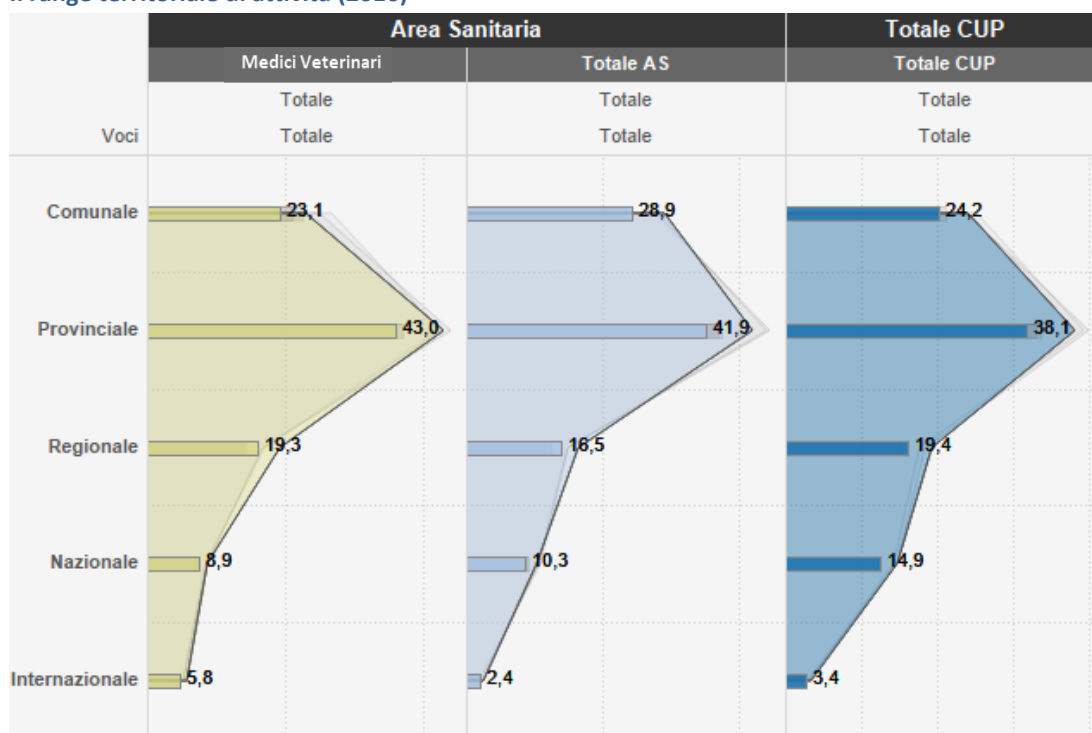 Area Sanitaria Totale CUP
Medici Veterinari Totale AS Totale CUP
Totale Totale Totale
Voci Totale Totale Totale
Comunale 23,1 28,9 24,2
Provinciale 43,0 41,9 38,1
Regionale 19,3 16,5 19,4
Nazionale 8,9 10,3 14,9
Internazionale 5,8 2,4 3,4